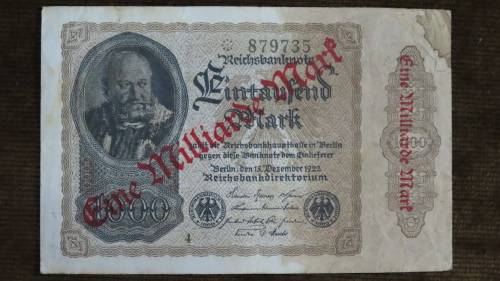 ※ 879735
Reichsbanknote
Eintausend
Mark
zahlt die Reichsbankhauptkasse in Berlin
gegen diese Banknote dem Einlieferer
Berlin, den 15. Dezember 1922
Reichsbankdirektorium
Eine Milliarde Mark
1000
4
Eine Milliarde Mark